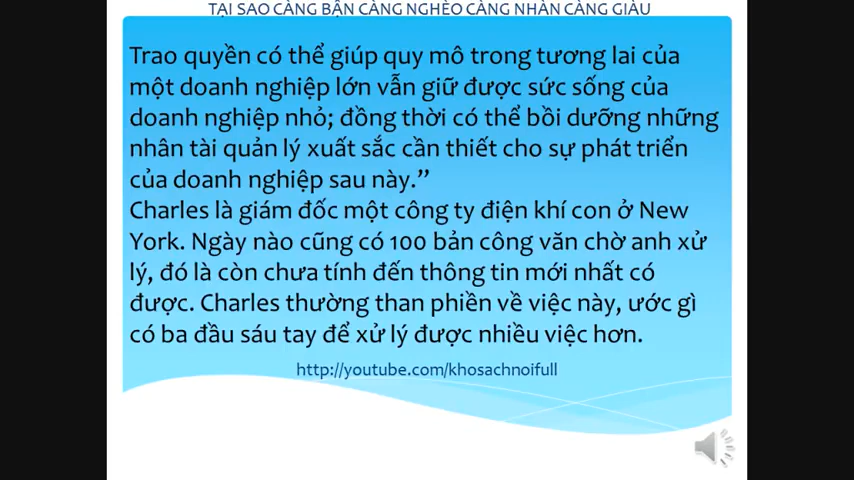 TẠI SAO CÀNG BẬN CÀNG NGHÈO CÀNG NHÀN CÀNG GIÀU
Trao quyền có thể giúp quy mô trong tương lai của
một doanh nghiệp lớn vẫn giữ được sức sống của
doanh nghiệp nhỏ; đồng thời có thể bồi dưỡng những
nhân tài quản lý xuất sắc cần thiết cho sự phát triển
của doanh nghiệp sau này.”
Charles là giám đốc một công ty điện khí con ở New
York. Ngày nào cũng có 100 bản công văn chờ anh xử
lý, đó là còn chưa tính đến thông tin mới nhất có
được. Charles thường than phiền về việc này, ước gì
có ba đầu sáu tay để xử lý được nhiều việc hơn.
http://youtube.com/khosachnoifull